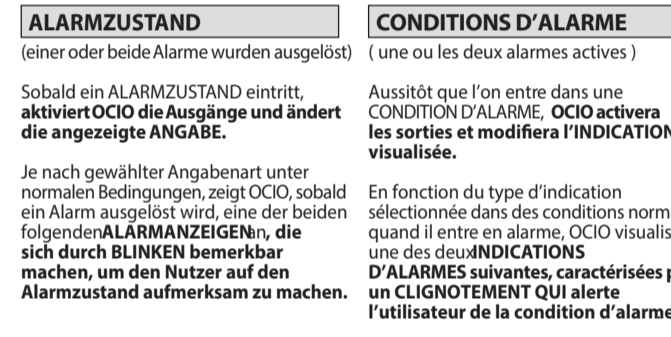 ALARMZUSTAND
(einer oder beide Alarme wurden ausgelöst)
Sobald ein ALARMZUSTAND eintritt,
aktiviert OCIO die Ausgänge und ändert
die angezeigte ANGABE.
Je nach gewählter Angabenart unter
normalen Bedingungen, zeigt OCIO, sobald
ein Alarm ausgelöst wird, eine der beiden
folgendenALARMANZEIGENan, die
sich durch BLINKEN bemerkbar
machen, um den Nutzer auf den
Alarmzustand aufmerksam zu machen.
CONDITIONS D’ALARME
( une ou les deux alarmes actives )
Aussitôt que l’on entre dans une
CONDITION D’ALARME, OCIO activera
les sorties et modifiera l’INDICATION
visualisée.
En fonction du type d’indication
sélectionnée dans des conditions norm
quand il entre en alarme, OCIO visualis
une des deuxINDICATIONS
D’ALARMES suivantes, caractérisées p
un CLIGNOTEMENT QUI alerte
l’utilisateur de la condition d’alarme